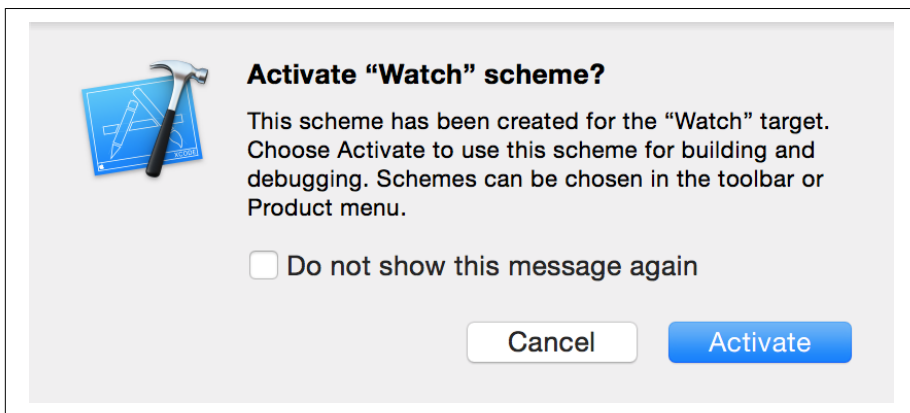 Activate “Watch” scheme?
This scheme has been created for the “Watch” target.
Choose Activate to use this scheme for building and
debugging. Schemes can be chosen in the toolbar or
Product menu.
XCODE
Do not show this message again
Cancel
Activate